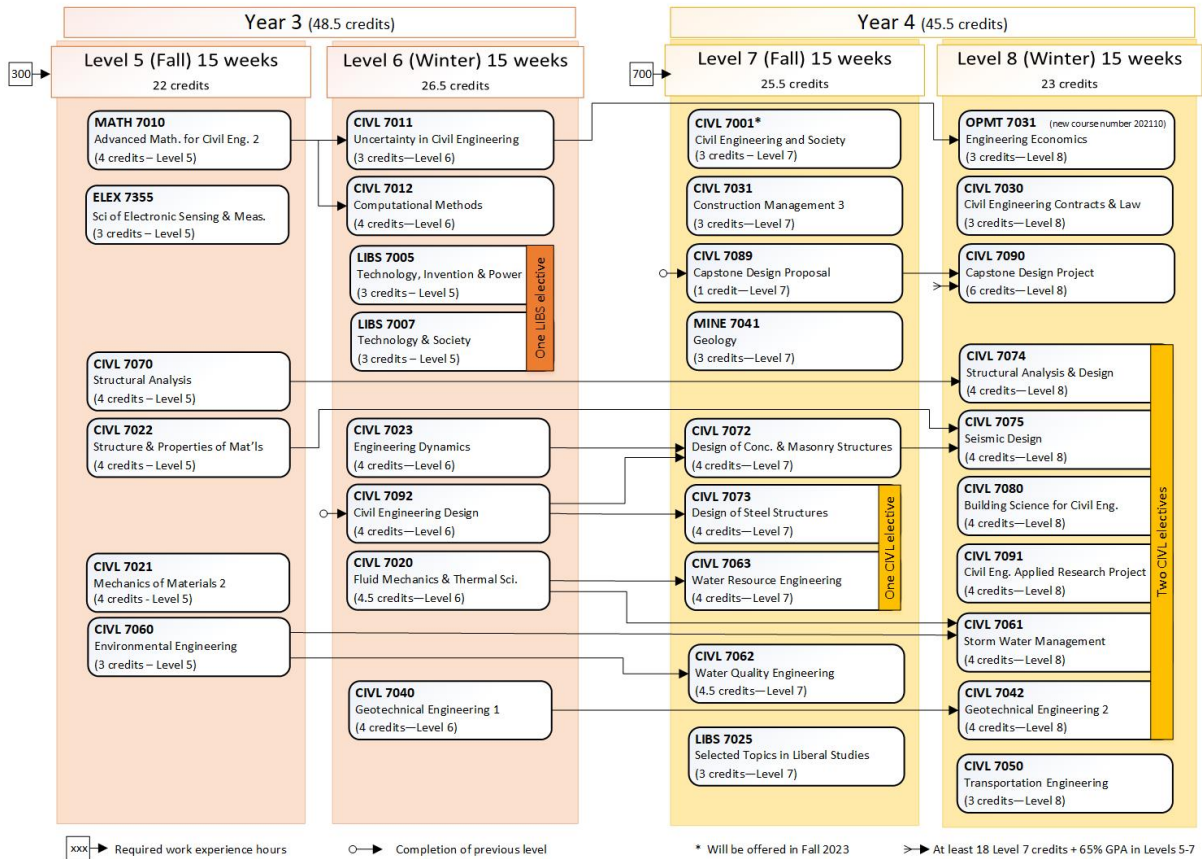 Year 3 (48.5 credits)
Level 5 (Fall) 15 weeks
22 credits
300
MATH 7010
Advanced Math. for Civil Eng. 2
(4 credits – Level 5)
ELEX 7355
Sci of Electronic Sensing & Meas.
(3 credits – Level 5)
CIVL 7070
Structural Analysis
(4 credits - Level 5)
CIVL 7022
Structure & Properties of Mat'ls
(4 credits – Level 5)
CIVL 7021
Mechanics of Materials 2
(4 credits - Level 5)
CIVL 7060
Environmental Engineering
(3 credits – Level 5)
Level 6 (Winter) 15 weeks
26.5 credits
CIVL 7011
Uncertainty in Civil Engineering
(3 credits—Level 6)
CIVL 7012
Computational Methods
(4 credits—Level 6)
LIBS 7005
Technology, Invention & Power
(3 credits – Level 5)
LIBS 7007
Technology & Society
(3 credits – Level 5)
One LIBS elective
CIVL 7023
Engineering Dynamics
(4 credits—Level 6)
CIVL 7092
Civil Engineering Design
(4 credits—Level 6)
CIVL 7020
Fluid Mechanics & Thermal Sci.
(4.5 credits—Level 6)
CIVL 7040
Geotechnical Engineering 1
(4 credits—Level 6)
Year 4 (45.5 credits)
700
Level 7 (Fall) 15 weeks
25.5 credits
CIVL 7001*
Civil Engineering and Society
(3 credits – Level 7)
CIVL 7031
Construction Management 3
(3 credits—Level 7)
CIVL 7089
Capstone Design Proposal
(1 credit—Level 7)
MINE 7041
Geology
(3 credits—Level 7)
CIVL 7072
Design of Conc. & Masonry Structures
(4 credits—Level 7)
CIVL 7073
Design of Steel Structures
(4 credits—Level 7)
CIVL 7063
Water Resource Engineering
(4 credits—Level 7)
One CIVL elective
CIVL 7062
Water Quality Engineering
(4.5 credits—Level 7)
LIBS 7025
Selected Topics in Liberal Studies
(3 credits—Level 7)
Level 8 (Winter) 15 weeks
23 credits
OPMT 7031 (new course number 202110)
Engineering Economics
(3 credits—Level 8)
CIVL 7030
Civil Engineering Contracts & Law
(3 credits—Level 8)
CIVL 7090
Capstone Design Project
(6 credits—Level 8)
CIVL 7074
Structural Analysis & Design
(4 credits—Level 8)
CIVL 7075
Seismic Design
(4 credits—Level 8)
CIVL 7080
Building Science for Civil Eng.
(4 credits—Level 8)
CIVL 7091
Civil Eng. Applied Research Project
(4 credits—Level 8)
CIVL 7061
Storm Water Management
(4 credits—Level 8)
CIVL 7042
Geotechnical Engineering 2
(4 credits—Level 8)
Two CIVL electives
CIVL 7050
Transportation Engineering
(3 credits—Level 8)
xxx Required work experience hours
Completion of previous level
* Will be offered in Fall 2023
At least 18 Level 7 credits + 65% GPA in Levels 5-7